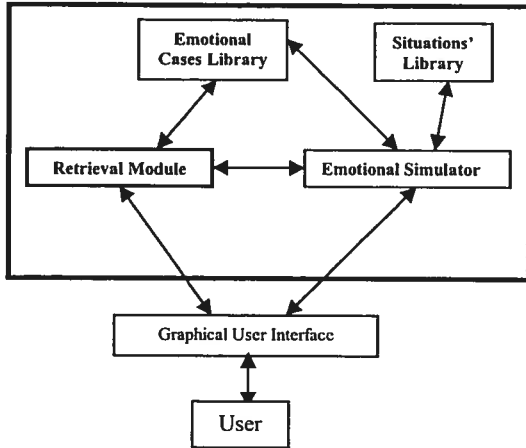 Emotional
Cases Library
Situations'
Library
Retrieval Module
Emotional Simulator
Graphical User Interface
User